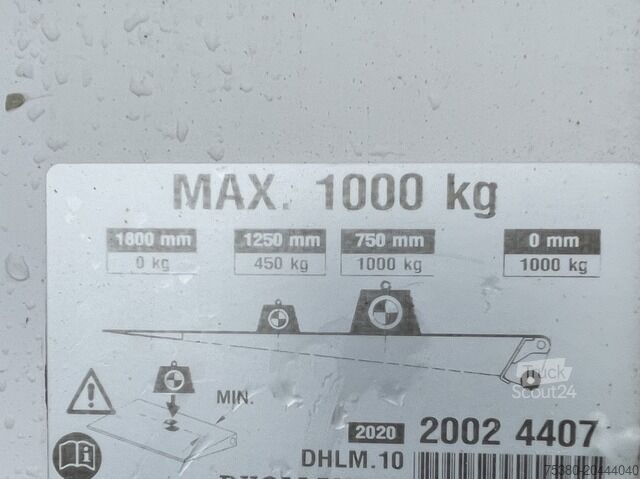 MAX. 1000 kg
1800 mm 1250 mm 750 mm 0 mm
0 kg 450 kg 1000 kg 1000 kg
MIN.
Truck
Scout24
2020 2002 4407
DHLM.10
75380-20444040